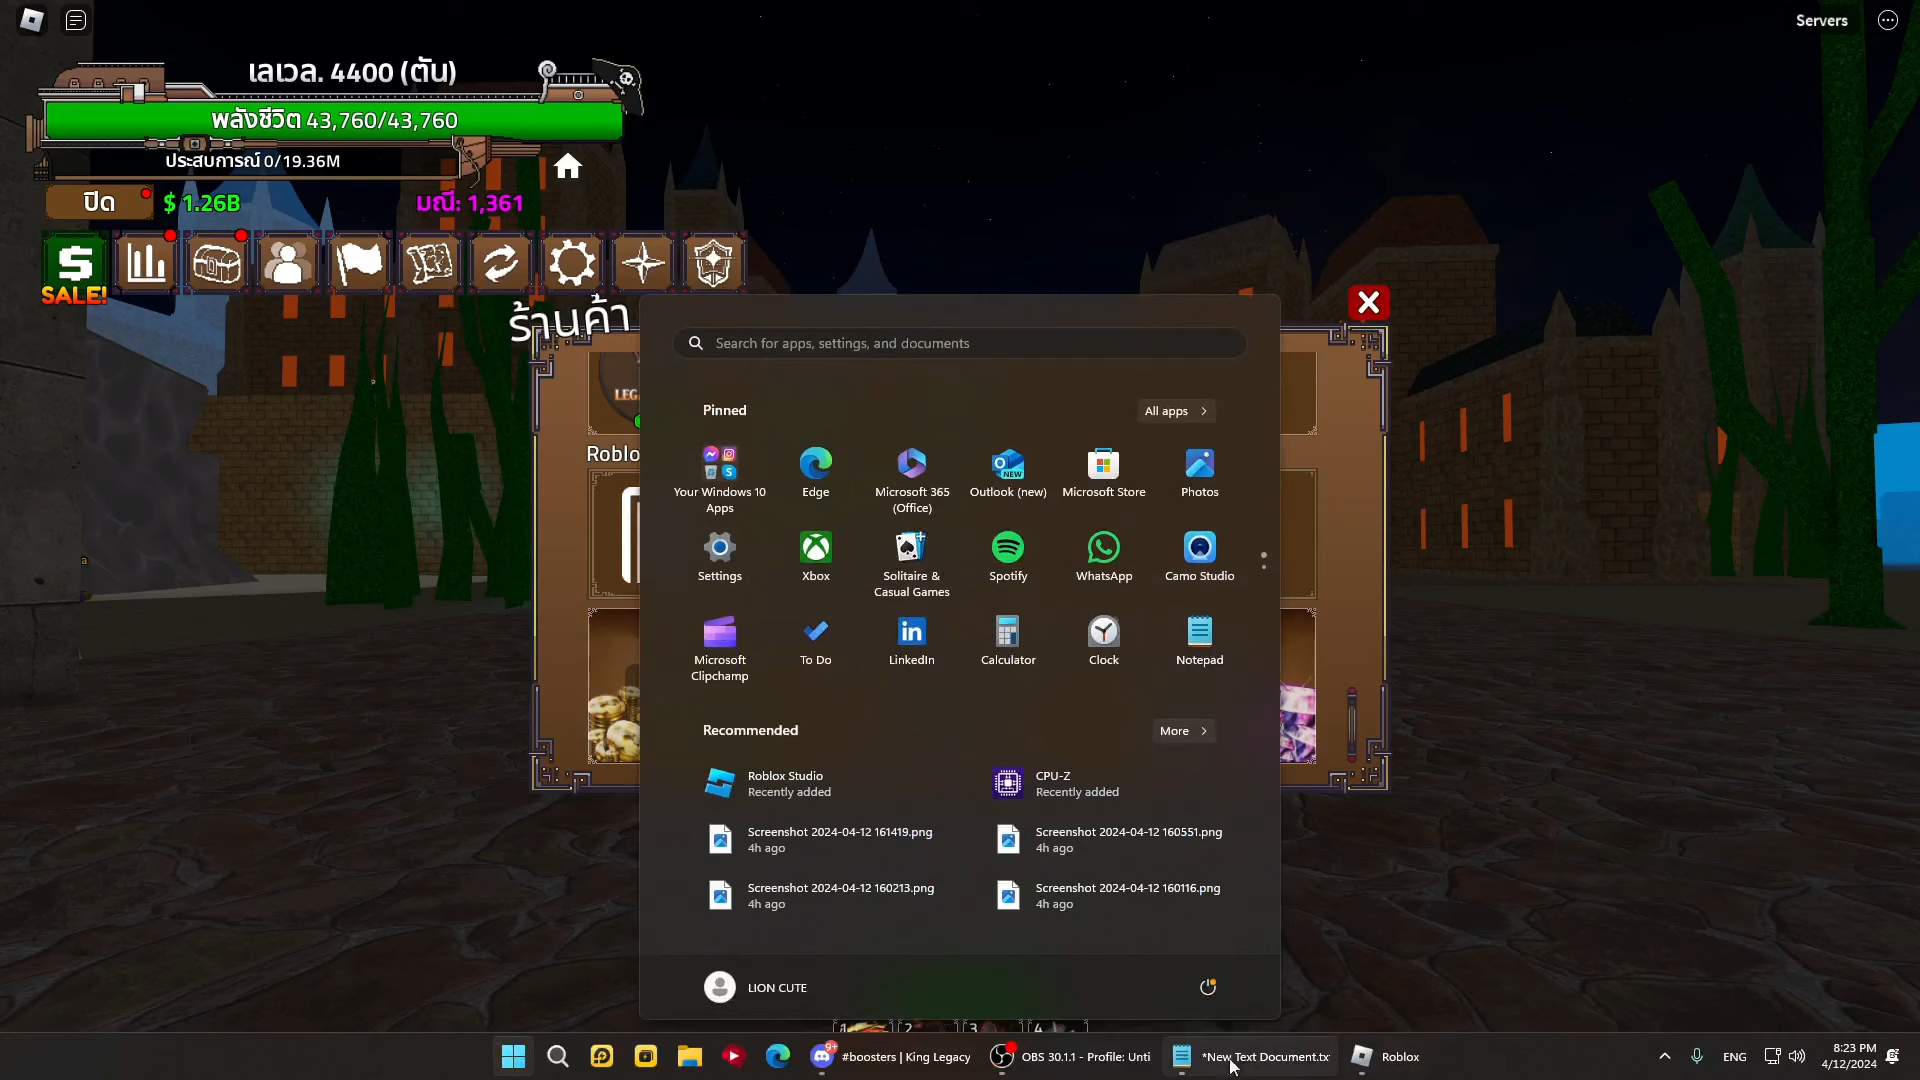 Servers
เลเวล. 4400 (ตัน)
พลังชีวิต 43,760/43,760
ประสบการณ์ 0/19.36M
ปิด
$ 1.26B
มณี: 1,361
SALE!
ร้านค้า
Search for apps, settings, and documents
Pinned
All apps
Your Windows 10 Apps
Edge
Microsoft 365 (Office)
Outlook (new)
Microsoft Store
Photos
Settings
Xbox
Solitaire & Casual Games
Spotify
WhatsApp
Camo Studio
Microsoft Clipchamp
To Do
LinkedIn
Calculator
Clock
Notepad
Recommended
More
Roblox Studio
Recently added
CPU-Z
Recently added
Screenshot 2024-04-12 161419.png
4h ago
Screenshot 2024-04-12 160551.png
4h ago
Screenshot 2024-04-12 160213.png
4h ago
Screenshot 2024-04-12 160116.png
4h ago
LION CUTE
1 2 3 4
9+
#boosters | King Legacy
OBS 30.1.1 - Profile: Unti
*New Text Document.tx
Roblox
ENG
8:23 PM
4/12/2024